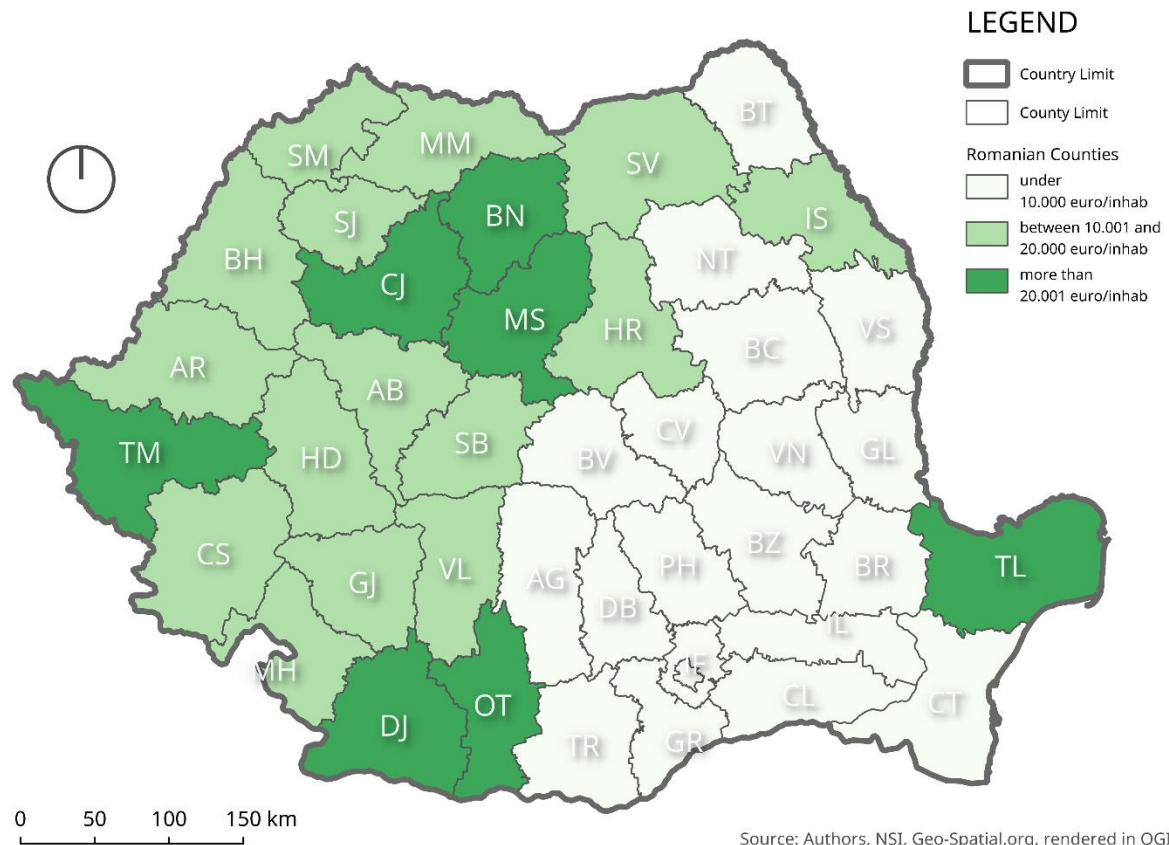 LEGEND
Country Limit
County Limit
Romanian Counties
under
10.000 euro/inhab
between 10.001 and
20.000 euro/inhab
more than
20.001 euro/inhab
BT
SM
MM
SV
SJ
BN
IS
BH
CJ
NT
MS
HR
VS
BC
AR
AB
CV
TM
HD
SB
BV
VN
GL
CS
GJ
VL
AG
PH
BZ
BR
TL
DB
IL
MH
IF
CL
CT
DJ
OT
TR
GR
0 50 100 150 km
Source: Authors, NSI, Geo-Spatial.org, rendered in QGI